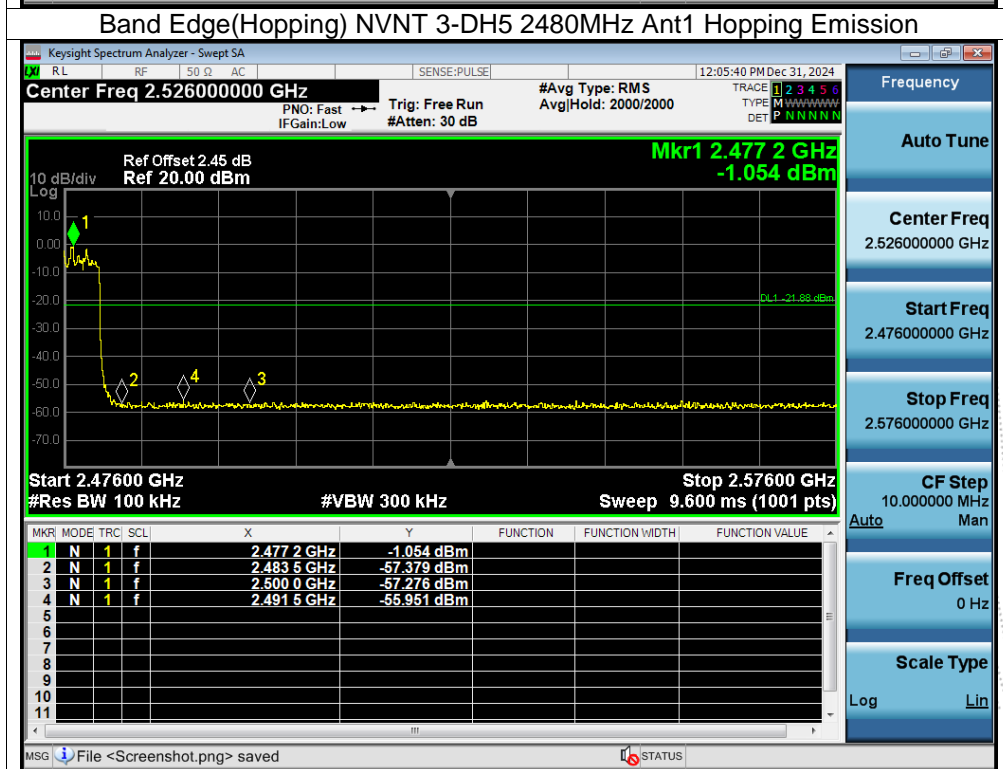 Band Edge(Hopping) NVNT 3-DH5 2480MHz Ant1 Hopping Emission
Keysight Spectrum Analyzer - Swept SA
LXI RL RF 50 Ω AC SENSE:PULSE 12:05:40 PM Dec 31, 2024
Center Freq 2.526000000 GHz #Avg Type: RMS TRACE 1 2 3 4 5 6
PNO: Fast Trig: Free Run Avg|Hold: 2000/2000 TYPE M WWWWW
IFGain:Low #Atten: 30 dB DET P N N N N N
Mkr1 2.477 2 GHz
-1.054 dBm
Ref Offset 2.45 dB
10 dB/div Ref 20.00 dBm
Log
10.0
0.00
-10.0
-20.0
-30.0
-40.0
-50.0
-60.0
-70.0
1
2
4
3
DL1 -21.88 dBm
Start 2.47600 GHz Stop 2.57600 GHz
#Res BW 100 kHz #VBW 300 kHz Sweep 9.600 ms (1001 pts)
MKR MODE TRC SCL X Y FUNCTION FUNCTION WIDTH FUNCTION VALUE
1 N 1 f 2.477 2 GHz -1.054 dBm
2 N 1 f 2.483 5 GHz -57.379 dBm
3 N 1 f 2.500 0 GHz -57.276 dBm
4 N 1 f 2.491 5 GHz -55.951 dBm
5
6
7
8
9
10
11
MSG File <Screenshot.png> saved STATUS
Frequency
Auto Tune
Center Freq
2.526000000 GHz
Start Freq
2.476000000 GHz
Stop Freq
2.576000000 GHz
CF Step
10.000000 MHz
Auto Man
Freq Offset
0 Hz
Scale Type
Log Lin